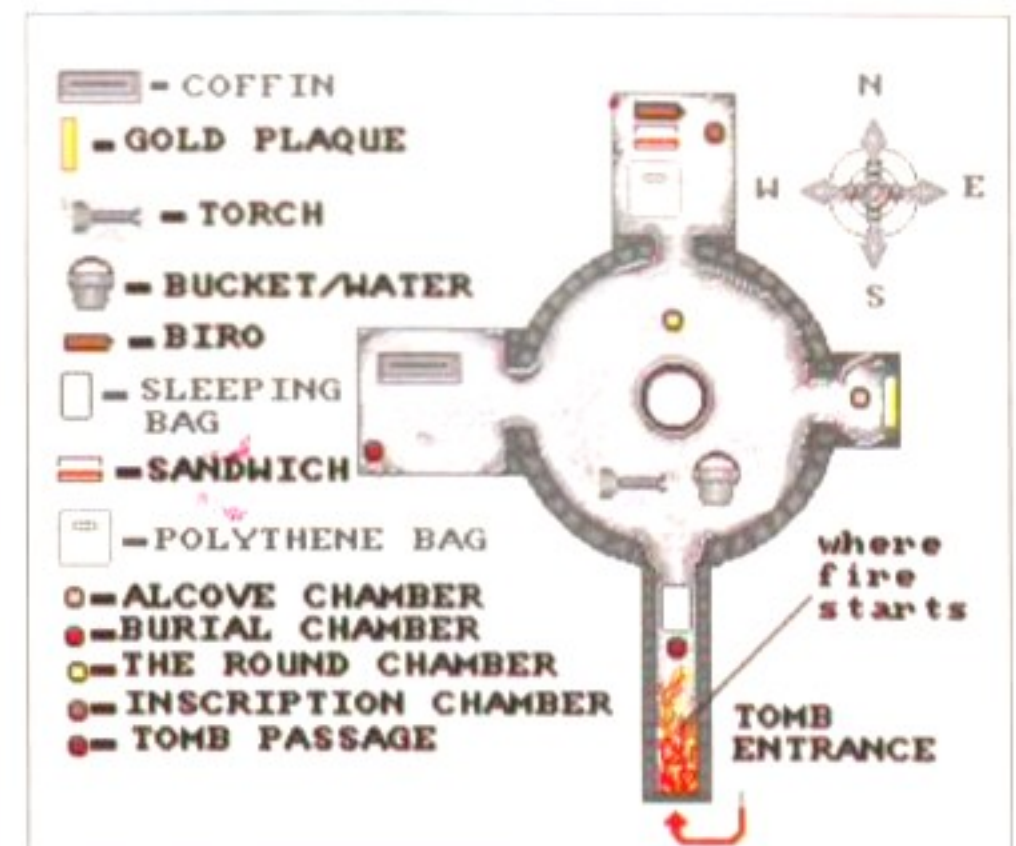 - COFFIN
- GOLD PLAQUE
- TORCH
- BUCKET/WATER
- BIRO
- SLEEPING
BAG
- SANDWICH
- POLYTHENE BAG
- ALCOVE CHAMBER
- BURIAL CHAMBER
- THE ROUND CHAMBER
- INSCRIPTION CHAMBER
- TOMB PASSAGE
N
W
E
S
where
fire
starts
TOMB
ENTRANCE